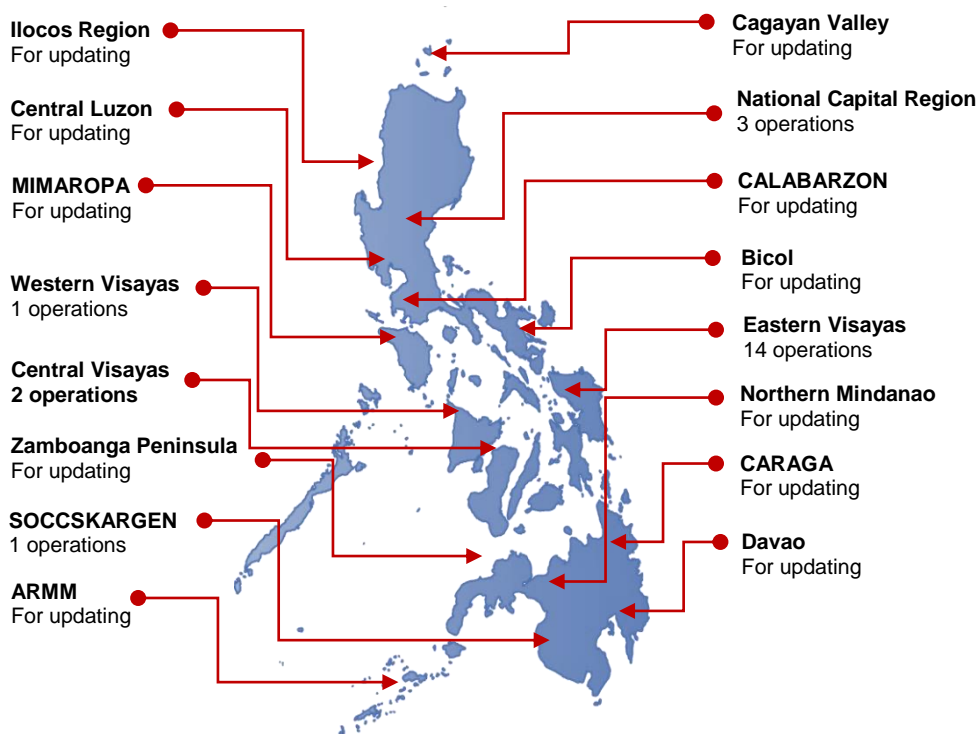 Ilocos Region
For updating
Central Luzon
For updating
MIMAROPA
For updating
Western Visayas
1 operations
Central Visayas
2 operations
Zamboanga Peninsula
For updating
SOCCSKARGEN
1 operations
ARMM
For updating
Cagayan Valley
For updating
National Capital Region
3 operations
CALABARZON
For updating
Bicol
For updating
Eastern Visayas
14 operations
Northern Mindanao
For updating
CARAGA
For updating
Davao
For updating